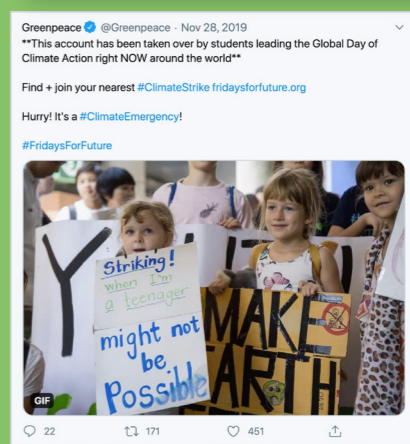 Greenpeace @Greenpeace · Nov 28, 2019
**This account has been taken over by students leading the Global Day of
Climate Action right NOW around the world**
Find + join your nearest #ClimateStrike fridaysforfuture.org
Hurry! It's a #ClimateEmergency!
#FridaysForFuture
Striking!
when I'm
a teenager
might not
be
Possible
MAKE
EARTH
GIF
22 171 451